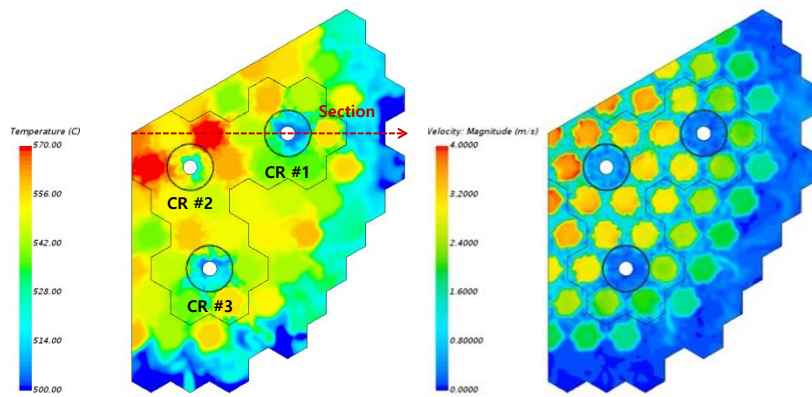 Section
Temperature (C)
570.00
556.00
542.00
528.00
514.00
500.00
CR #1
CR #2
CR #3
Velocity: Magnitude (m/s)
4.0000
3.2000
2.4000
1.6000
.80000
0.0000